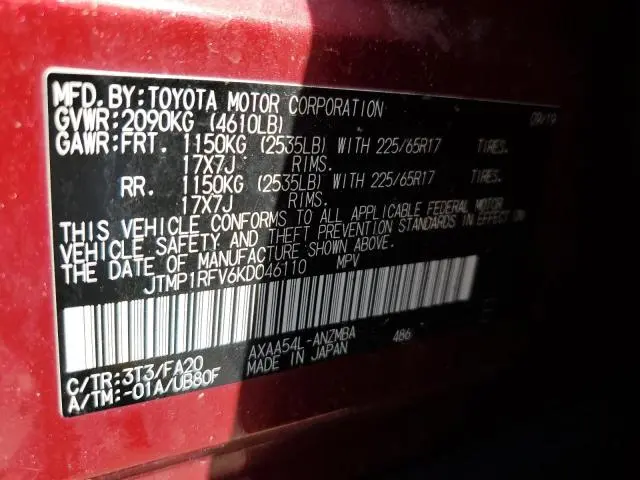 MFD. BY: TOYOTA MOTOR CORPORATION 09/19
GVWR: 2090KG (4610LB)
GAWR: FRT. 1150KG (2535LB) WITH 225/65R17 TIRES.
17X7J RIMS.
RR. 1150KG (2535LB) WITH 225/65R17 TIRES.
17X7J RIMS.
THIS VEHICLE CONFORMS TO ALL APPLICABLE FEDERAL MOTOR
VEHICLE SAFETY AND THEFT PREVENTION STANDARDS IN EFFECT ON
THE DATE OF MANUFACTURE SHOWN ABOVE.
JTMP1RFV6KD046110 MPV
C/TR: 3T3/FA20 AXAA54L-ANZMBA 486
A/TM: -01A/UB80F MADE IN JAPAN